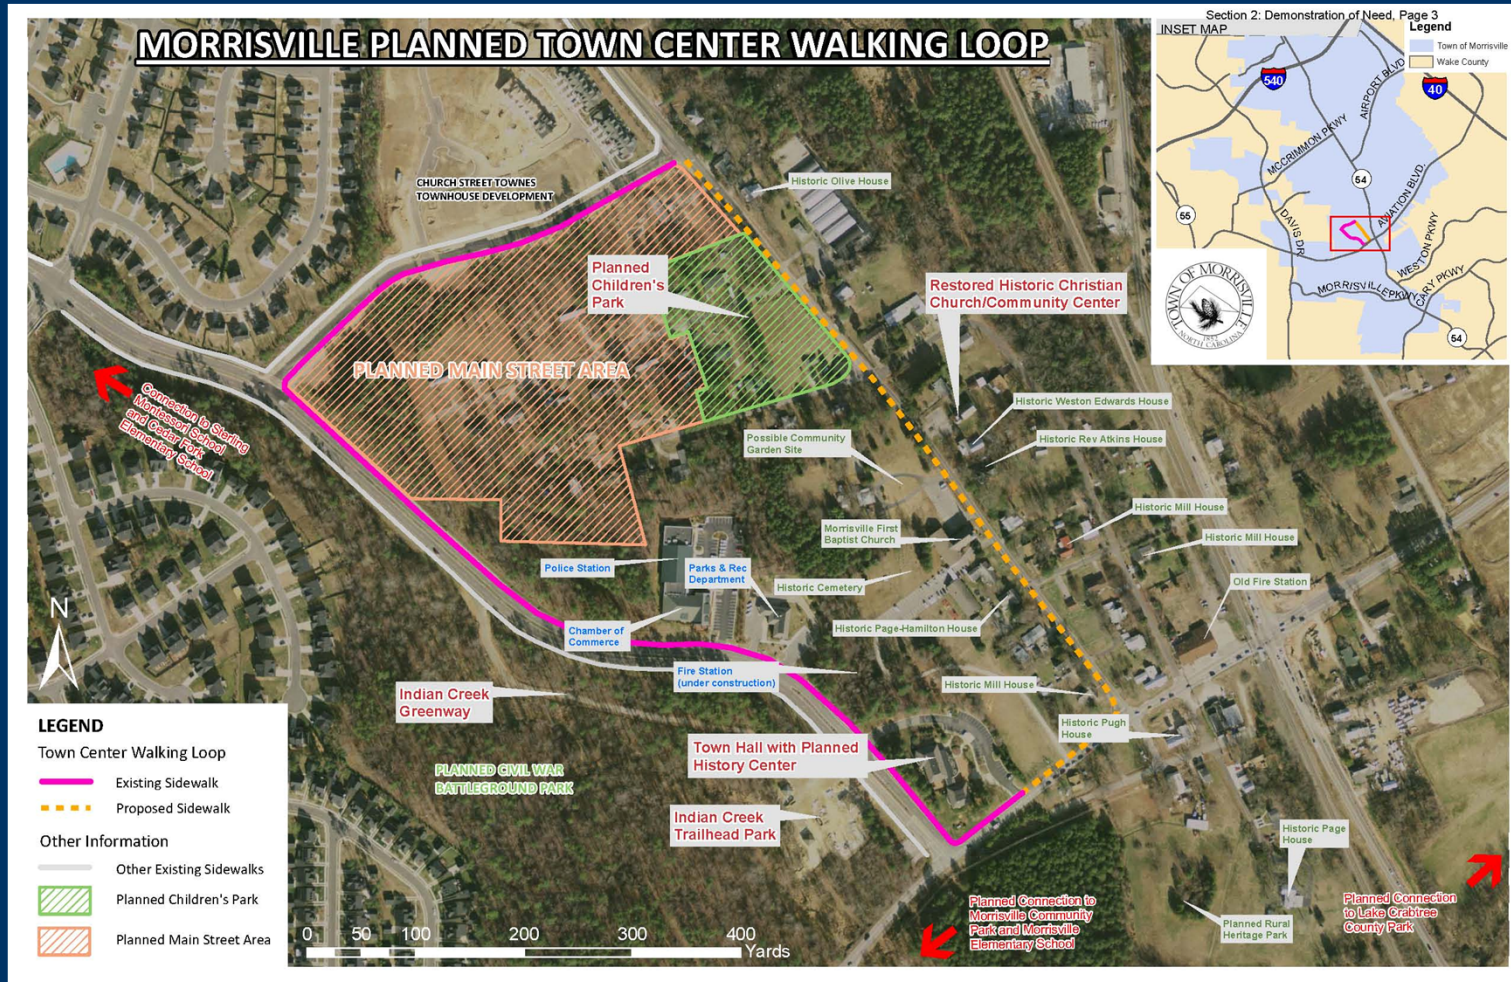 Section 2: Demonstration of Need, Page 3
MORRISVILLE PLANNED TOWN CENTER WALKING LOOP
INSET MAP
Legend
Town of Morrisville
Wake County
540
40
AIRPORT BLVD
MCCRIMMON PKWY
54
AVIATION BLVD.
55
DAVIS DR
WESTON PKWY
CARY PKWY
MORRISVILLE PKWY
54
TOWN OF MORRISVILLE
1852
NORTH CAROLINA
CHURCH STREET TOWNES
TOWNHOUSE DEVELOPMENT
Historic Olive House
Planned
Children's
Park
Restored Historic Christian
Church/Community Center
PLANNED MAIN STREET AREA
Connection to Sterling
Montessori School
and Cedar Fork
Elementary School
Historic Weston Edwards House
Possible Community
Garden Site
Historic Rev Atkins House
Historic Mill House
Morrisville First
Baptist Church
Historic Mill House
Police Station
Parks & Rec
Department
Historic Cemetery
Old Fire Station
Chamber of
Commerce
Historic Page-Hamilton House
Fire Station
(under construction)
Historic Mill House
Indian Creek
Greenway
Historic Pugh
House
Town Hall with Planned
History Center
PLANNED CIVIL WAR
BATTLEGROUND PARK
Indian Creek
Trailhead Park
Historic Page
House
Planned Connection to
Morrisville Community
Park and Morrisville
Elementary School
Planned Rural
Heritage Park
Planned Connection
to Lake Crabtree
County Park
N
LEGEND
Town Center Walking Loop
Existing Sidewalk
Proposed Sidewalk
Other Information
Other Existing Sidewalks
Planned Children's Park
Planned Main Street Area
0 50 100 200 300 400
Yards